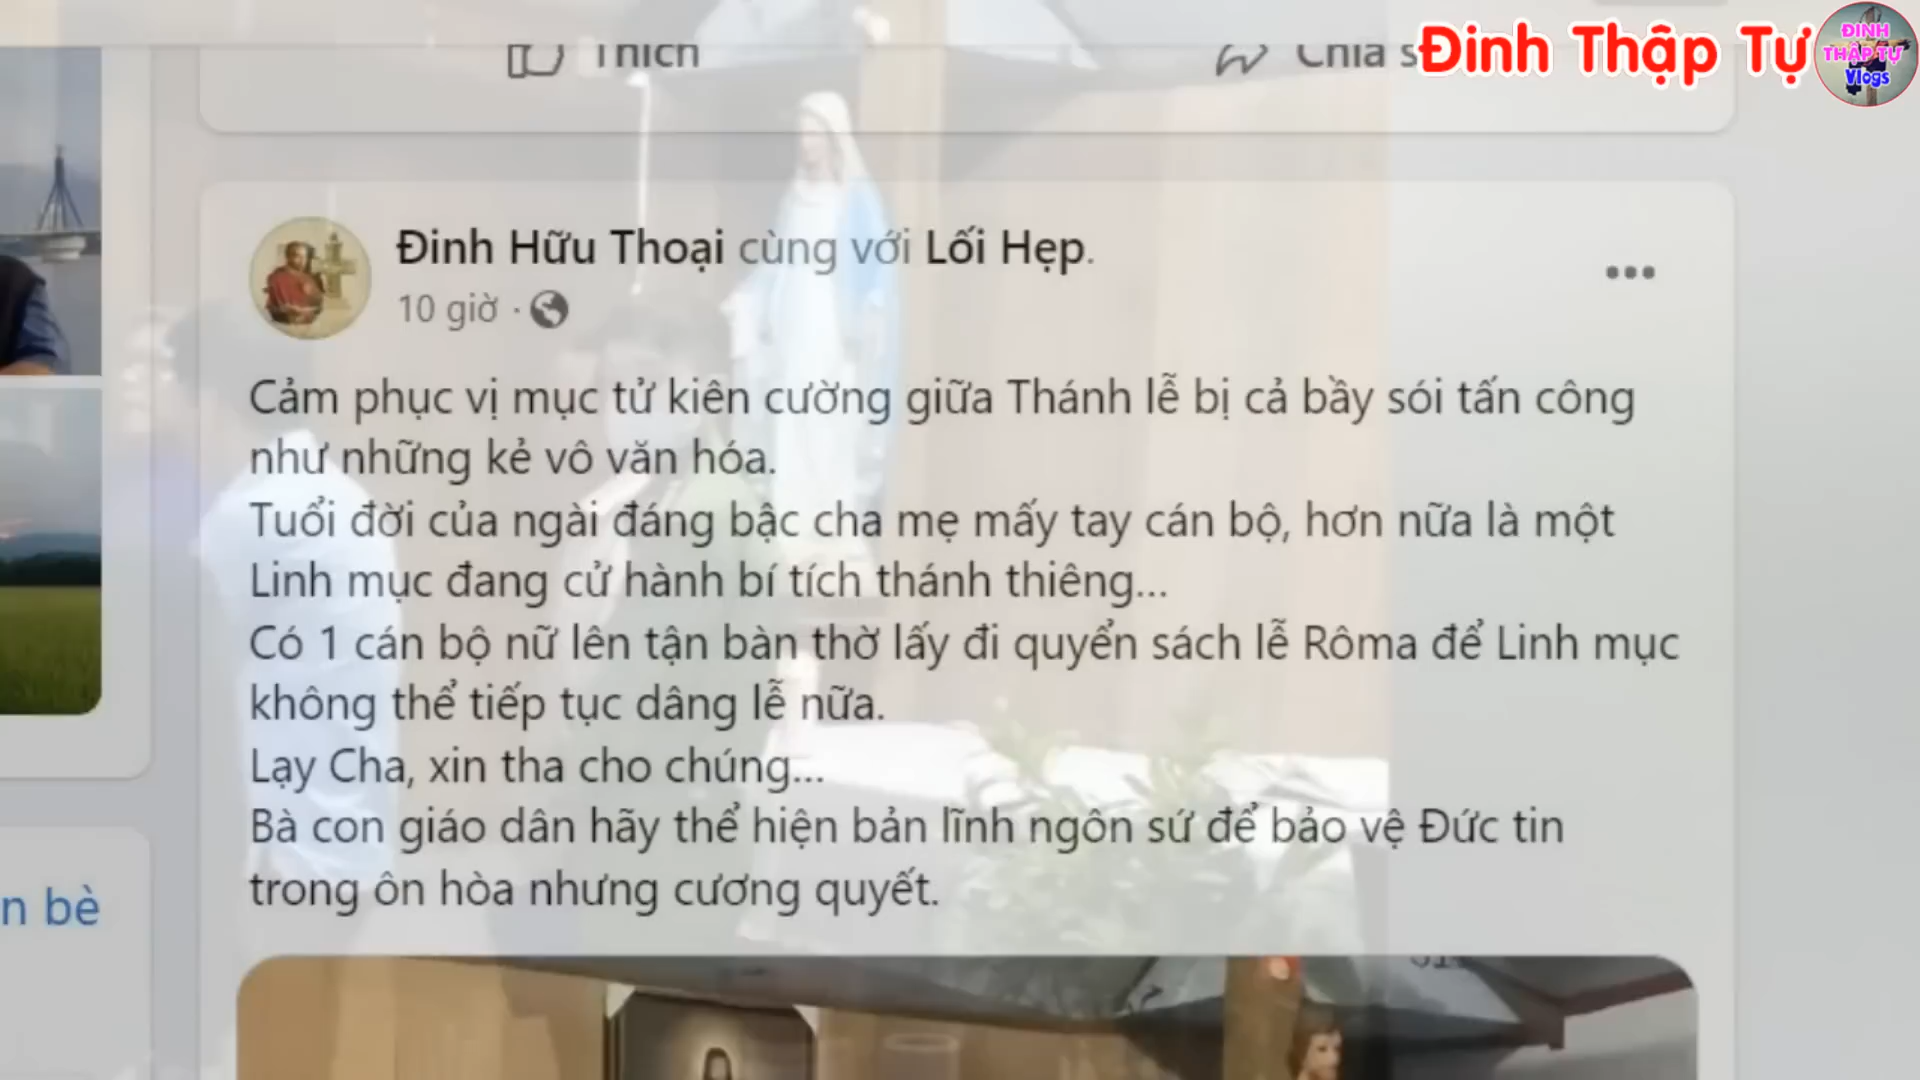 Thích
Chia s
Đinh Thập Tự
ĐINH
THẬP TỰ
Vlogs
Đinh Hữu Thoại cùng với Lối Hẹp.
10 giờ ·
Cảm phục vị mục tử kiên cường giữa Thánh lễ bị cả bầy sói tấn công
như những kẻ vô văn hóa.
Tuổi đời của ngài đáng bậc cha mẹ mấy tay cán bộ, hơn nữa là một
Linh mục đang cử hành bí tích thánh thiêng...
Có 1 cán bộ nữ lên tận bàn thờ lấy đi quyển sách lễ Rôma để Linh mục
không thể tiếp tục dâng lễ nữa.
Lạy Cha, xin tha cho chúng...
Bà con giáo dân hãy thể hiện bản lĩnh ngôn sứ để bảo vệ Đức tin
trong ôn hòa nhưng cương quyết.
n bè